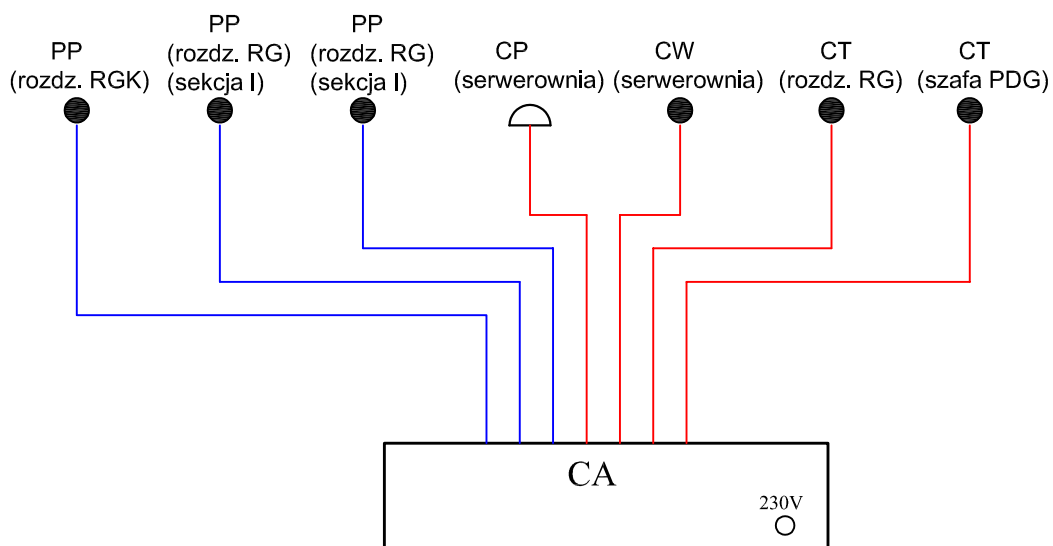 PP
(rozdz. RGK)
PP
(rozdz. RG)
(sekcja I)
PP
(rozdz. RG)
(sekcja I)
CP
(serwerownia)
CW
(serwerownia)
CT
(rozdz. RG)
CT
(szafa PDG)
CA
230V